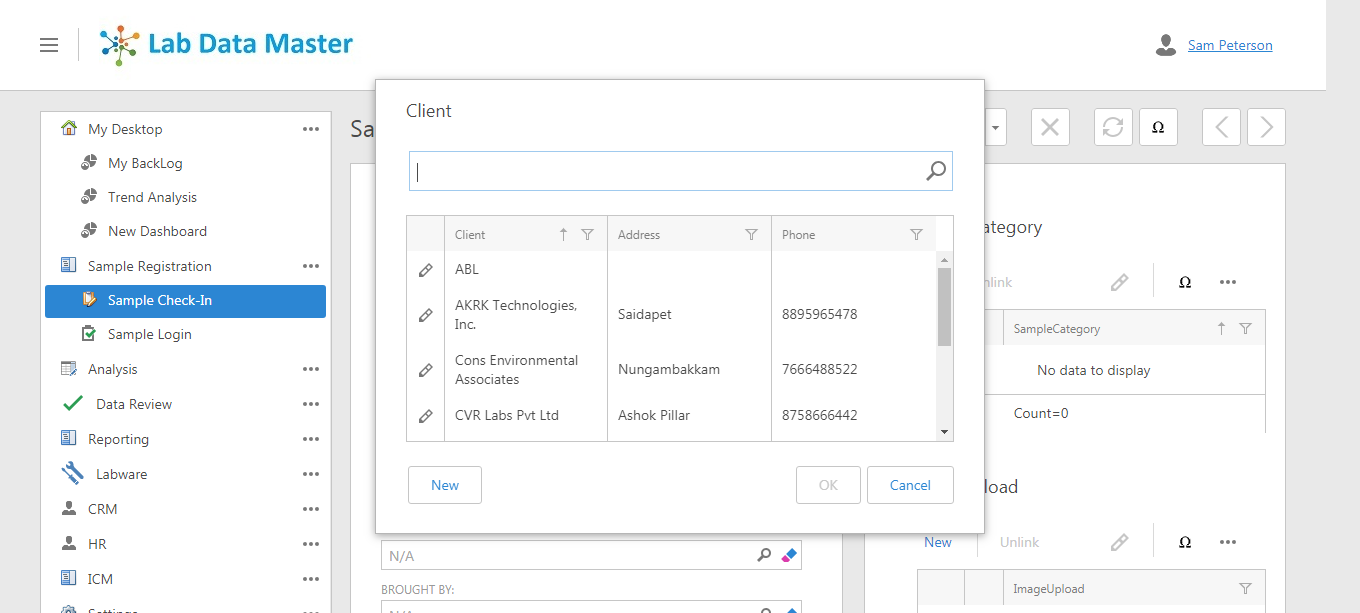 Lab Data Master
Sam Peterson
My Desktop
My BackLog
Trend Analysis
New Dashboard
Sample Registration
Sample Check-In
Sample Login
Analysis
Data Review
Reporting
Labware
CRM
HR
ICM
Settings
Sa
Client
Client Address Phone
ABL
AKRK Technologies,
Inc. Saidapet 8895965478
Cons Environmental
Associates Nungambakkam 7666488522
CVR Labs Pvt Ltd Ashok Pillar 8758666442
New OK Cancel
N/A
BROUGHT BY:
N/A
Ω
ategory
nlink Ω
SampleCategory
No data to display
Count=0
load
New Unlink Ω
ImageUpload